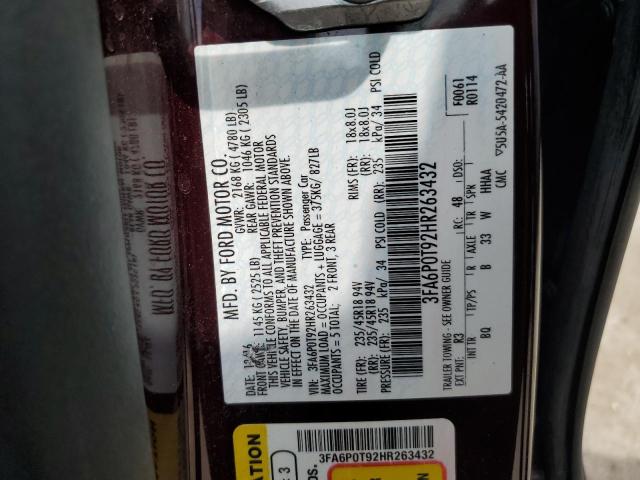 MFD. BY FORD MOTOR CO.
12/16
GVWR: 2168 KG ( 4780 LB)
FRONT GAWR: 1145 KG ( 2525 LB)
REAR GAWR: 1046 KG ( 2305 LB)
THIS VEHICLE CONFORMS TO ALL APPLICABLE FEDERAL MOTOR
VEHICLE SAFETY, BUMPER, AND THEFT PREVENTION STANDARDS
IN EFFECT ON THE DATE OF MANUFACTURE SHOWN ABOVE.
VIN: 3FA6P0T92HR263432 TYPE: Passenger Car
MAXIMUM LOAD = OCCUPANTS + LUGGAGE = 375KG/ 827LB
OCCUPANTS = 5 TOTAL; 2 FRONT, 3 REAR
TIRE (FR): 235/45R18 94V RIMS (FR): 18x8.0J
(RR): 235/45R18 94V (RR): 18x8.0J
PRESSURE (FR): 235 kPa/ 34 PSI COLD (RR): 235 kPa/ 34 PSI COLD
3FA6P0T92HR263432
TRAILER TOWING - SEE OWNER GUIDE
F0061
R0114
EXT PNT: R3 RC: 48 DSO:
INT TR TP/PS R AXLE TR SPR
BQ B 33 W HHAA
CMC 5U5A-5420472-AA
3FA6P0T92HR263432
3